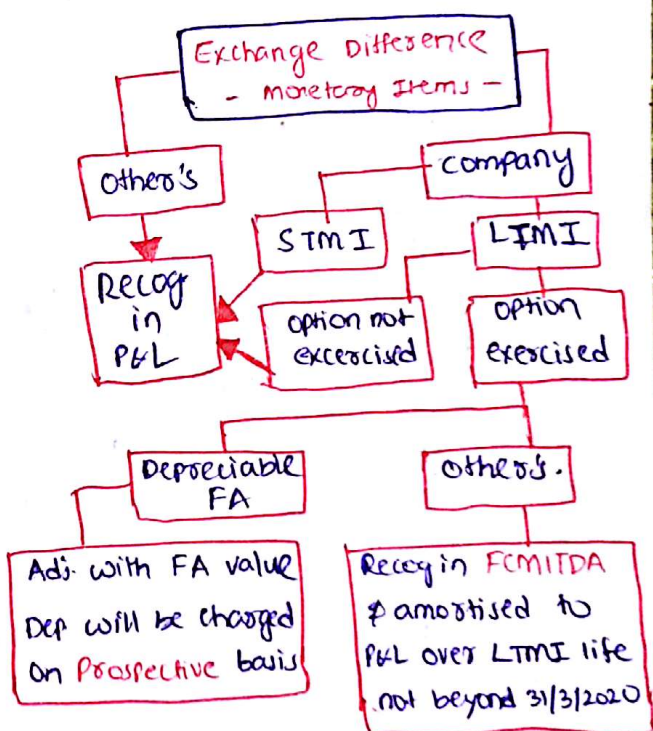 Exchange Difference
- Monetary Items -
Other's
Company
STMI
LTMI
Recog
in
P&L
option not
excercised
option
exercised
Depreciable
FA
Other's.
Adj. with FA value
Dep will be charged
on Prospective basis
Recog in FCMITDA
& amortised to
P&L over LTMI life
not beyond 31/3/2020